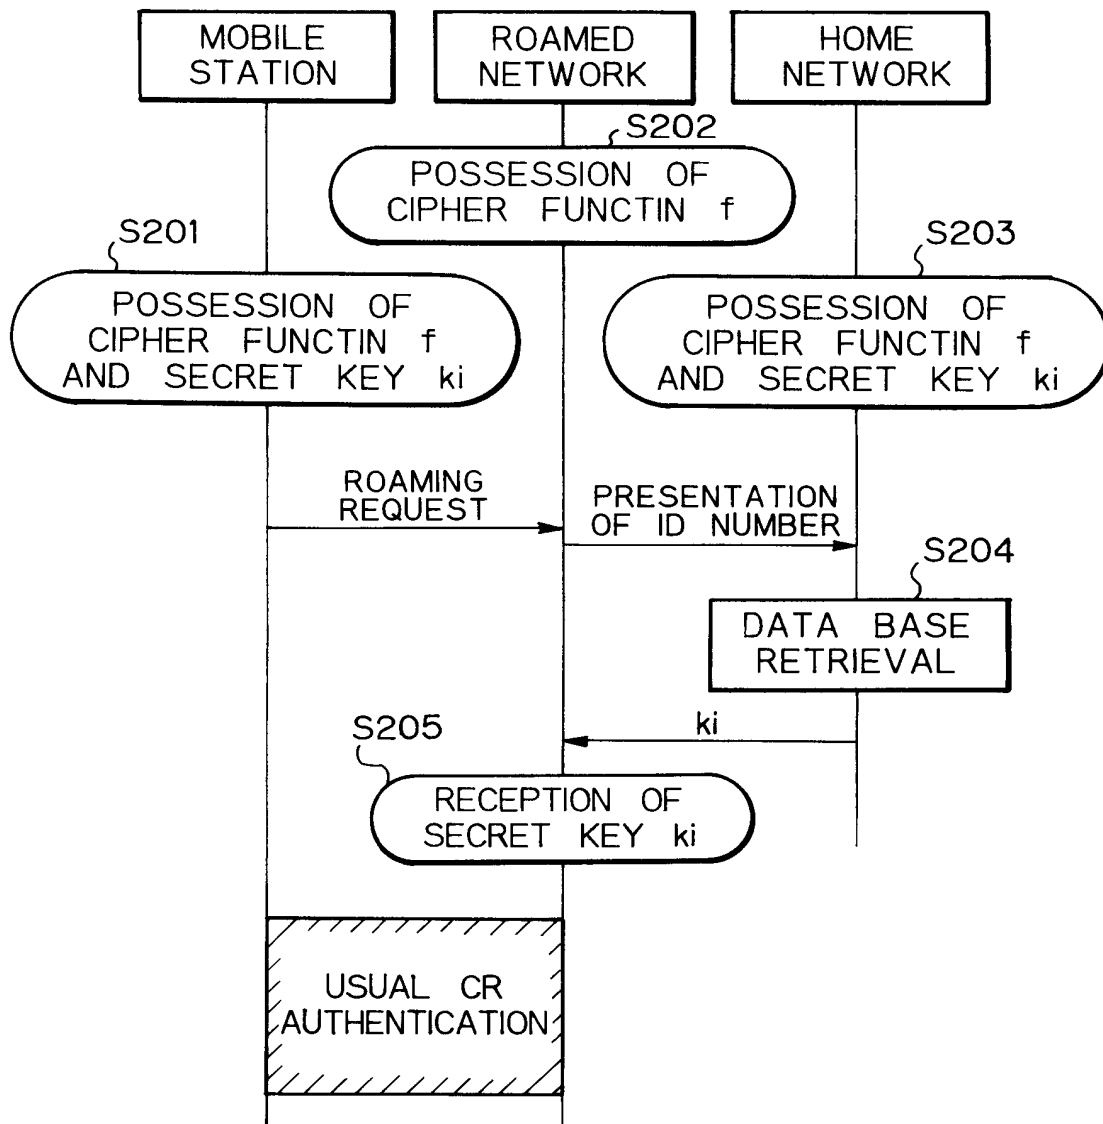 MOBILE
STATION
ROAMED
NETWORK
HOME
NETWORK
S202
POSSESSION OF
CIPHER FUNCTIN f
S201
POSSESSION OF
CIPHER FUNCTIN f
AND SECRET KEY ki
S203
POSSESSION OF
CIPHER FUNCTIN f
AND SECRET KEY ki
ROAMING
REQUEST
PRESENTATION
OF ID NUMBER
S204
DATA BASE
RETRIEVAL
ki
S205
RECEPTION OF
SECRET KEY ki
USUAL CR
AUTHENTICATION